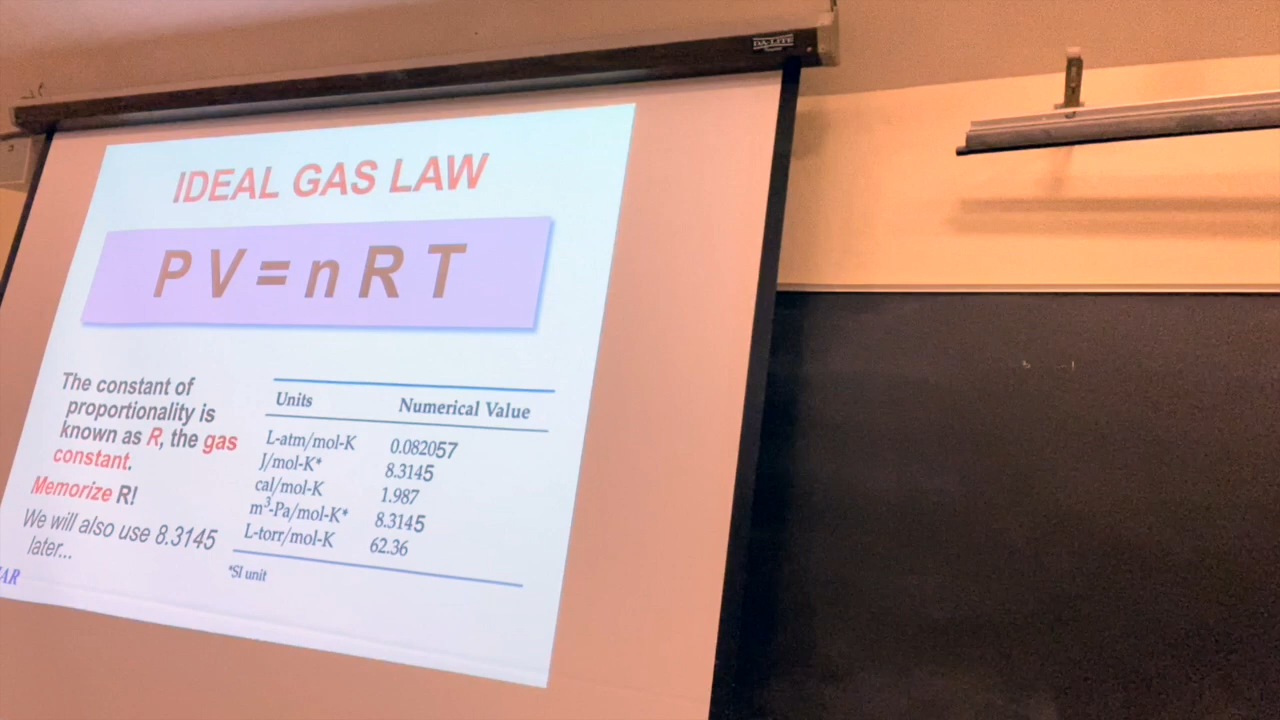 DA-LITE
IDEAL GAS LAW
P V = n R T
The constant of
proportionality is
known as R, the gas
constant.
Memorize R!
We will also use 8.3145
later...
Units Numerical Value
L-atm/mol-K 0.082057
J/mol-K* 8.3145
cal/mol-K 1.987
m³-Pa/mol-K* 8.3145
L-torr/mol-K 62.36
*SI unit